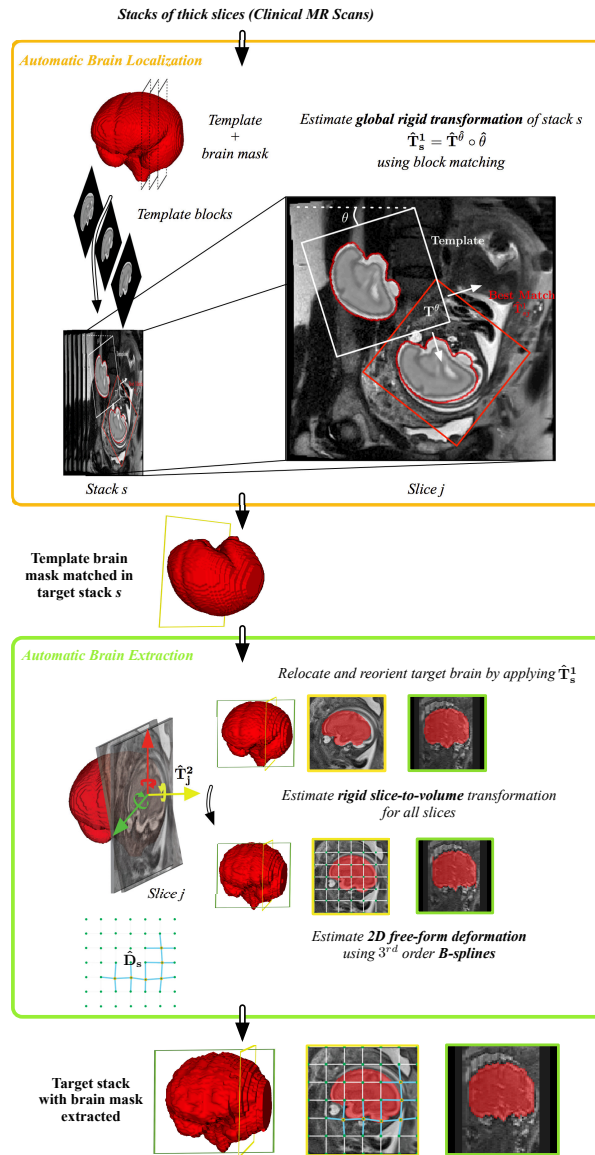 Stacks of thick slices (Clinical MR Scans)
Automatic Brain Localization
Template
+
brain mask
Estimate global rigid transformation of stack s
T̂¹ₛ = T̂^θ̂ ∘ θ̂
using block matching
Template blocks
θ
Template
Best Match
T^θ
Stack s
Slice j
Template brain
mask matched in
target stack s
Automatic Brain Extraction
Relocate and reorient target brain by applying T̂¹ₛ
T̂²ⱼ
Estimate rigid slice-to-volume transformation
for all slices
Slice j
D̂ₛ
Estimate 2D free-form deformation
using 3ʳᵈ order B-splines
Target stack
with brain mask
extracted